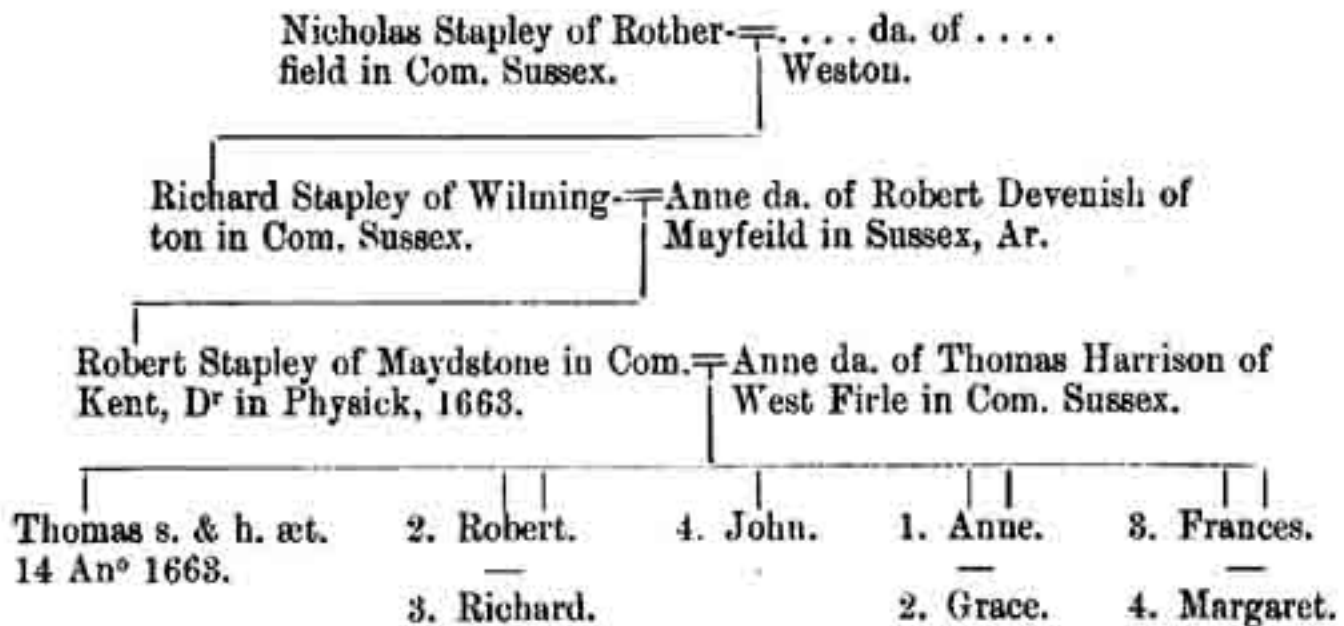 Nicholas Stapley of Rother-=. . . . da. of . . . .
field in Com. Sussex. Weston.
Richard Stapley of Wilming-=Anne da. of Robert Devenish of
ton in Com. Sussex. Mayfeild in Sussex, Ar.
Robert Stapley of Maydstone in Com.=Anne da. of Thomas Harrison of
Kent, Dʳ in Physick, 1663. West Firle in Com. Sussex.
Thomas s. & h. æt. 2. Robert. 4. John. 1. Anne. 3. Frances.
14 Anº 1663. — — —
3. Richard. 2. Grace. 4. Margaret.